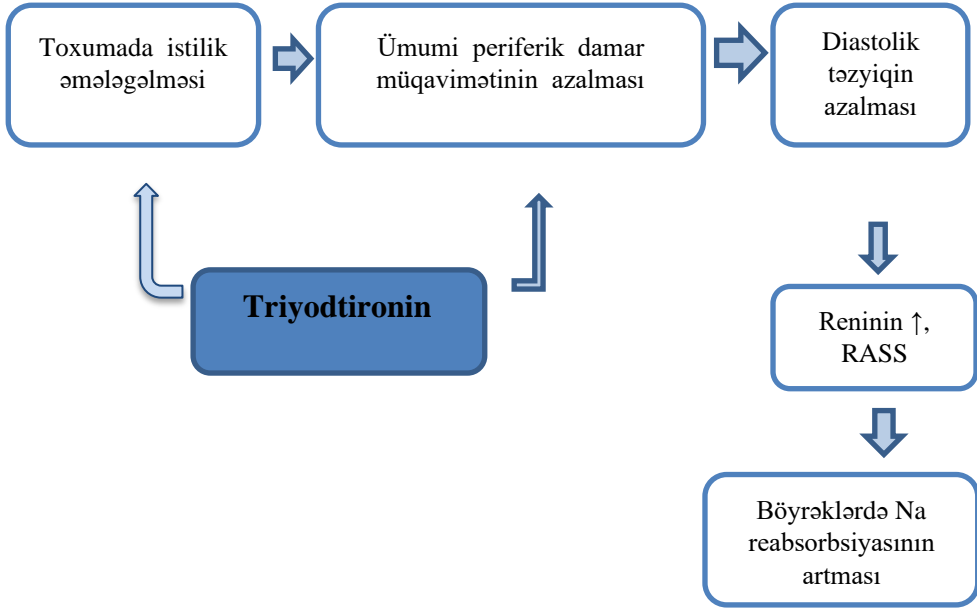 Toxumada istilik
əmələgəlməsi
Ümumi periferik damar
müqavimətinin azalması
Diastolik
təzyiqin
azalması
Triyodtironin
Reninin ↑,
RASS
Böyrəklərdə Na
reabsorbsiyasının
artması